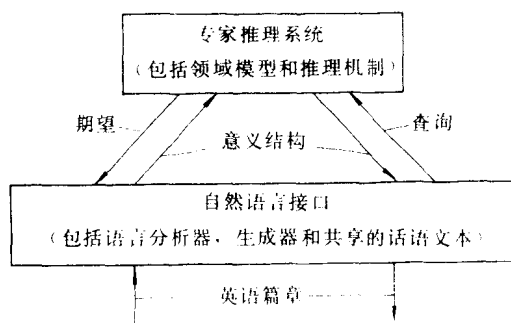 专家推理系统
(包括领域模型和推理机制)
期望
意义结构
查询
自然语言接口
(包括语言分析器,生成器和共享的话语文本)
英语篇章